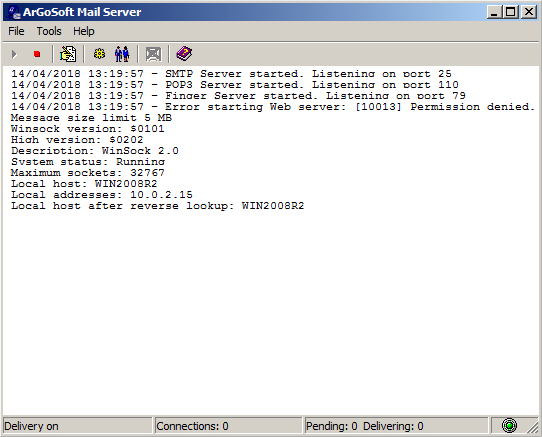 ArGoSoft Mail Server
File Tools Help
14/04/2018 13:19:57 - SMTP Server started. Listening on port 25
14/04/2018 13:19:57 - POP3 Server started. Listening on port 110
14/04/2018 13:19:57 - Finger Server started. Listening on port 79
14/04/2018 13:19:57 - Error starting Web server: [10013] Permission denied.
Message size limit 5 MB
Winsock version: $0101
High version: $0202
Description: WinSock 2.0
System status: Running
Maximum sockets: 32767
Local host: WIN2008R2
Local addresses: 10.0.2.15
Local host after reverse lookup: WIN2008R2
Delivery on Connections: 0 Pending: 0 Delivering: 0